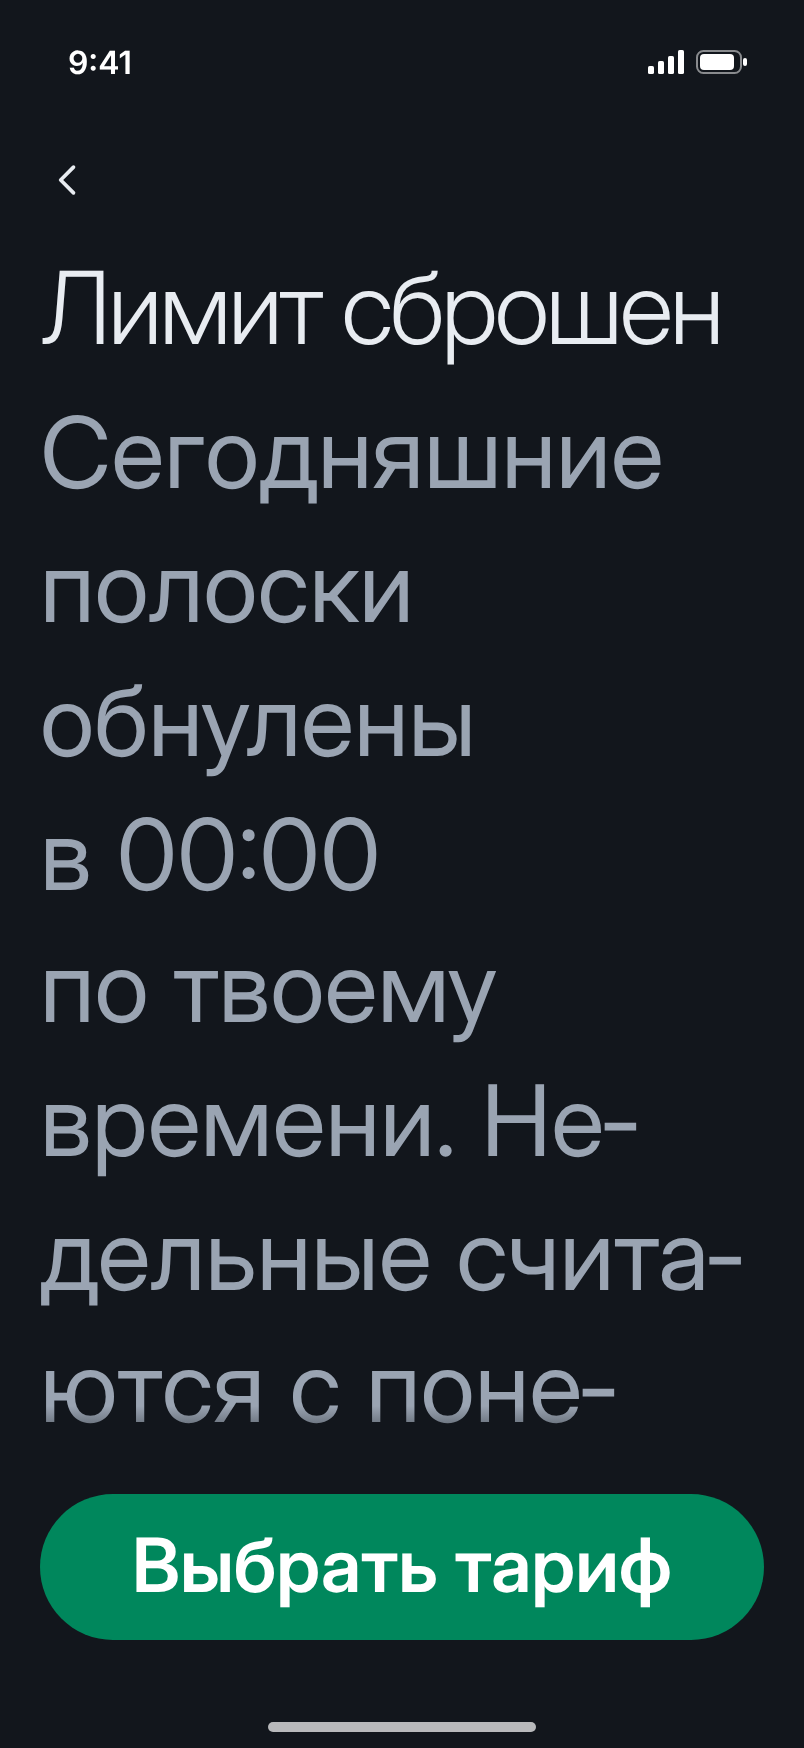 9:41
Лимит сброшен
Сегодняшние
полоски
обнулены
в 00:00
по твоему
времени. Не-
дельные счита-
ются с поне-
Выбрать тариф